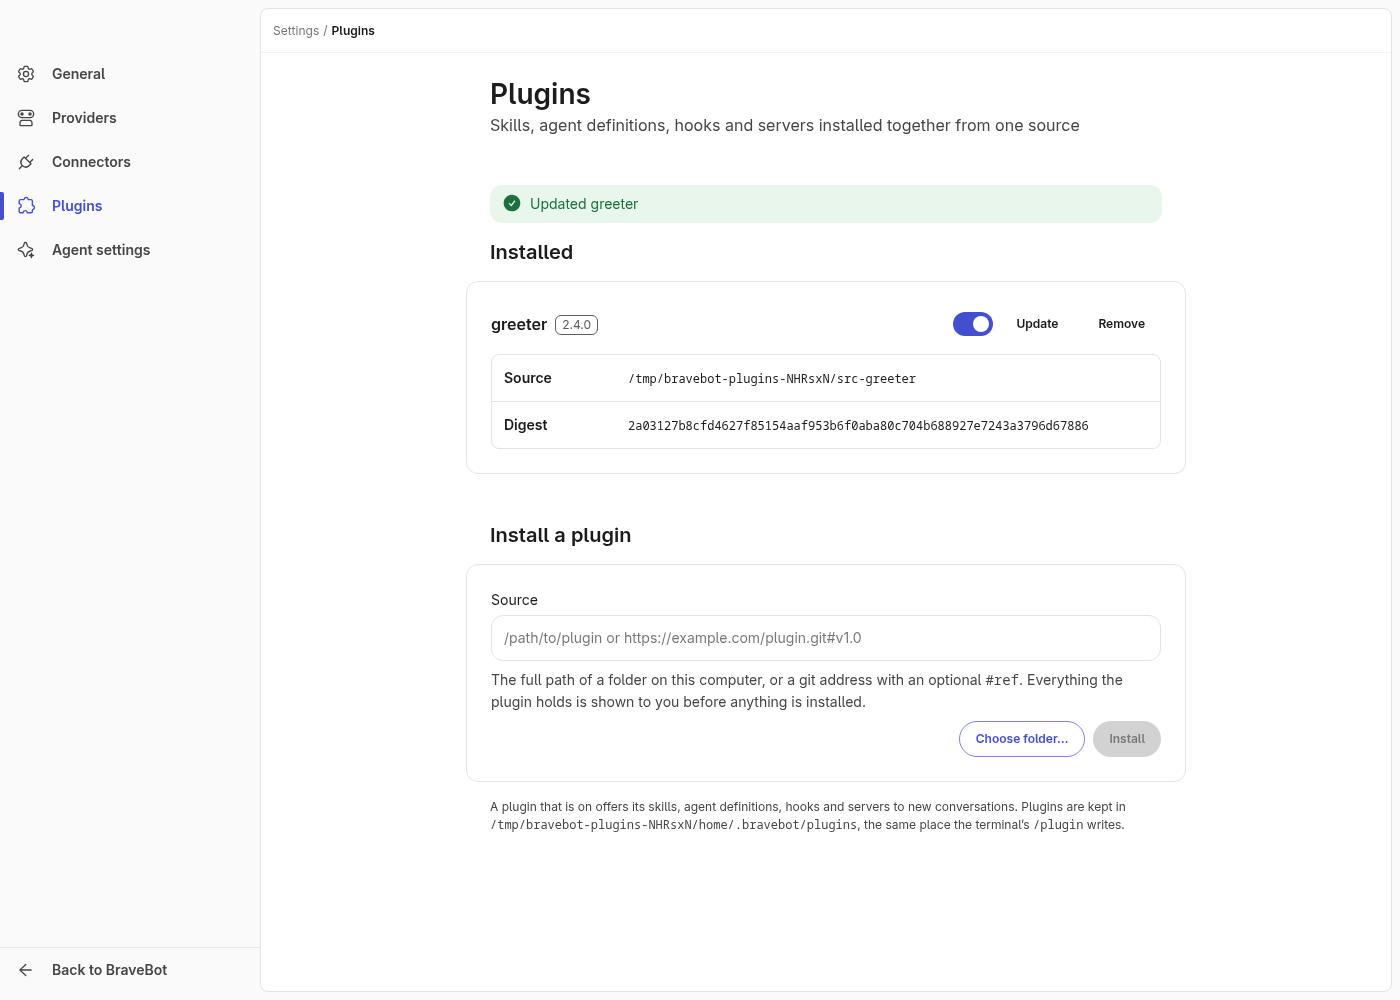 Settings / Plugins
General
Providers
Connectors
Plugins
Agent settings
Back to BraveBot
Plugins
Skills, agent definitions, hooks and servers installed together from one source
Updated greeter
Installed
greeter 2.4.0 Update Remove
Source /tmp/bravebot-plugins-NHRsxN/src-greeter
Digest 2a03127b8cfd4627f85154aaf953b6f0aba80c704b688927e7243a3796d67886
Install a plugin
Source
/path/to/plugin or https://example.com/plugin.git#v1.0
The full path of a folder on this computer, or a git address with an optional #ref. Everything the
plugin holds is shown to you before anything is installed.
Choose folder... Install
A plugin that is on offers its skills, agent definitions, hooks and servers to new conversations. Plugins are kept in
/tmp/bravebot-plugins-NHRsxN/home/.bravebot/plugins, the same place the terminal's /plugin writes.